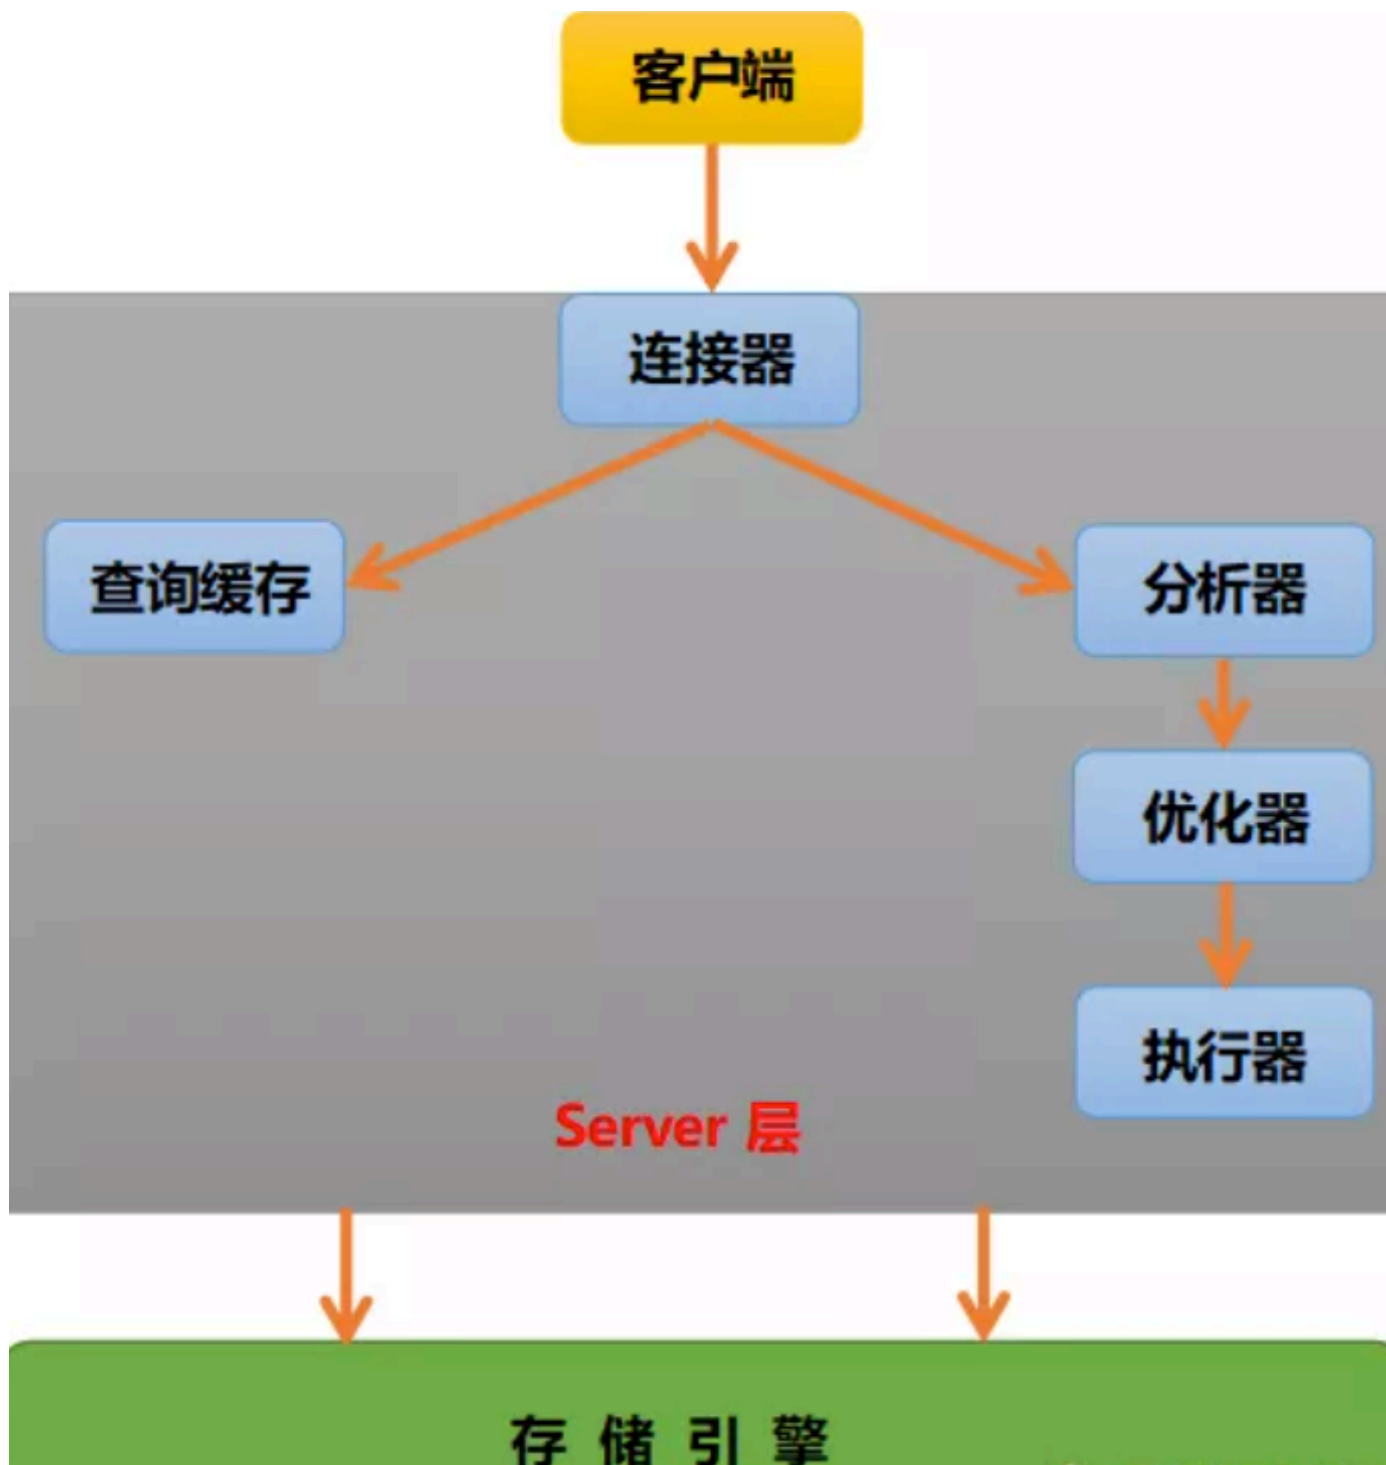 客户端
连接器
查询缓存
分析器
优化器
执行器
Server 层
存 储 引 擎